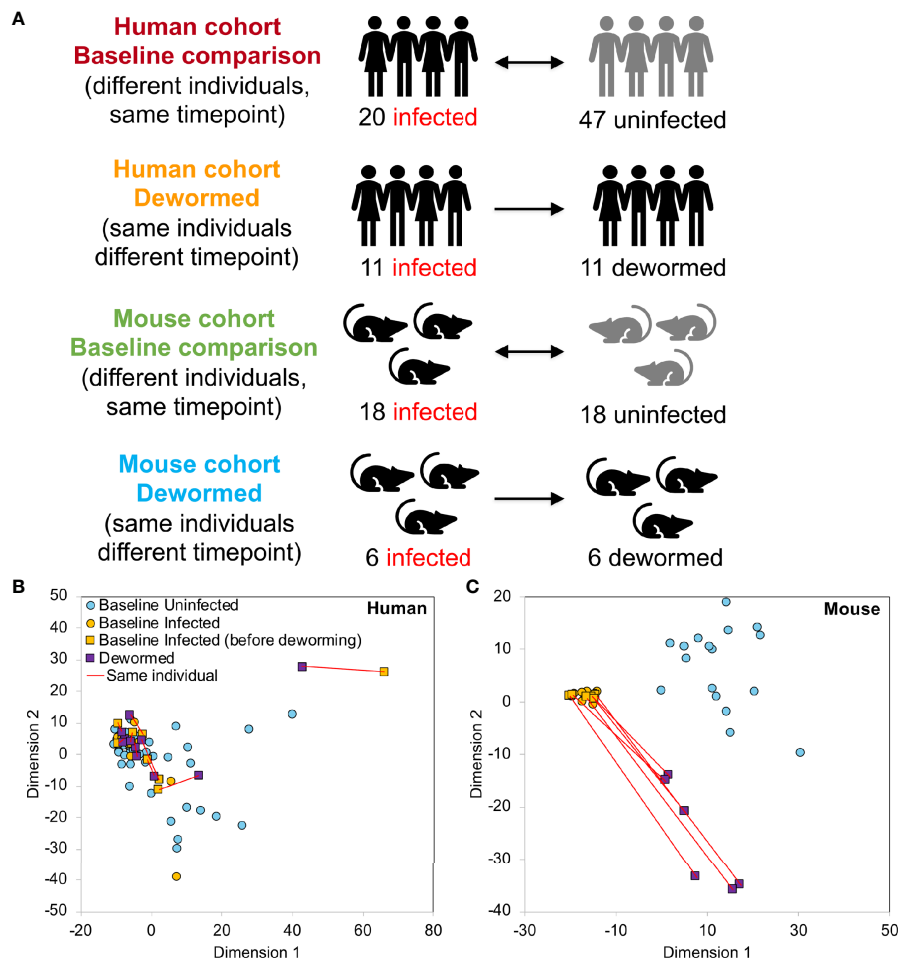 A
Human cohort
Baseline comparison
(different individuals,
same timepoint)
20 infected
47 uninfected
Human cohort
Dewormed
(same individuals
different timepoint)
11 infected
11 dewormed
Mouse cohort
Baseline comparison
(different individuals,
same timepoint)
18 infected
18 uninfected
Mouse cohort
Dewormed
(same individuals
different timepoint)
6 infected
6 dewormed
B
Human
Baseline Uninfected
Baseline Infected
Baseline Infected (before deworming)
Dewormed
Same individual
50
40
30
20
10
0
-10
-20
-30
-40
-50
Dimension 2
-20
0
20
40
60
80
Dimension 1
C
Mouse
20
10
0
-10
-20
-30
-40
Dimension 2
-30
-10
10
30
50
Dimension 1